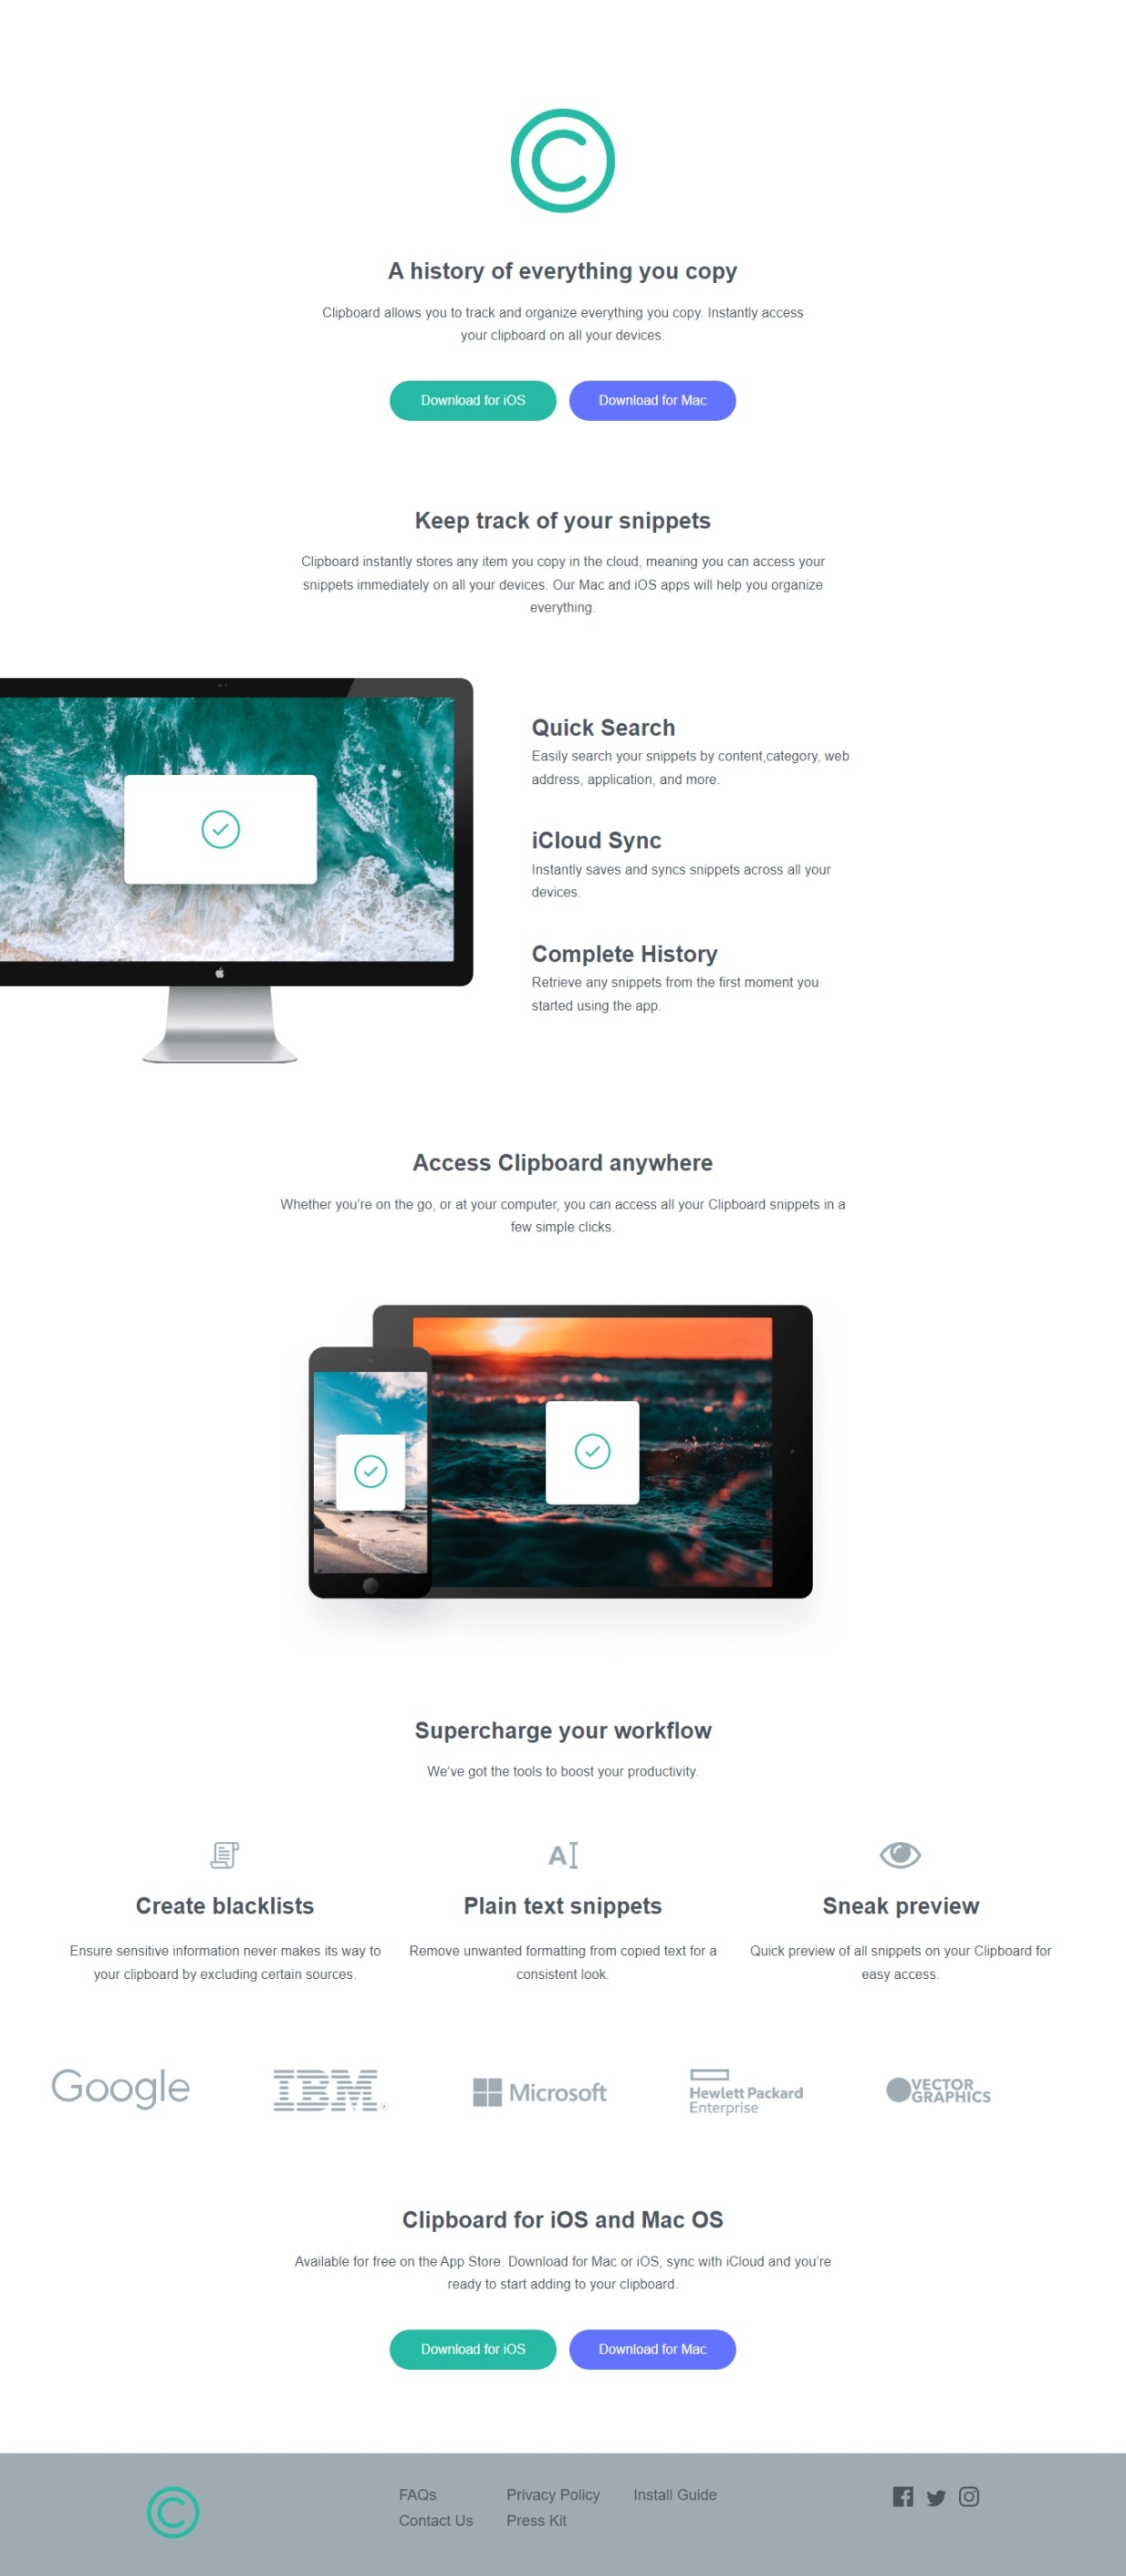 A history of everything you copy
Clipboard allows you to track and organize everything you copy. Instantly access
your clipboard on all your devices.
Download for iOS
Download for Mac
Keep track of your snippets
Clipboard instantly stores any item you copy in the cloud, meaning you can access your
snippets immediately on all your devices. Our Mac and iOS apps will help you organize
everything.
Quick Search
Easily search your snippets by content,category, web
address, application, and more.
iCloud Sync
Instantly saves and syncs snippets across all your
devices.
Complete History
Retrieve any snippets from the first moment you
started using the app.
Access Clipboard anywhere
Whether you’re on the go, or at your computer, you can access all your Clipboard snippets in a
few simple clicks.
Supercharge your workflow
We’ve got the tools to boost your productivity.
Create blacklists
Ensure sensitive information never makes its way to
your clipboard by excluding certain sources.
Plain text snippets
Remove unwanted formatting from copied text for a
consistent look.
Sneak preview
Quick preview of all snippets on your Clipboard for
easy access.
Google
IBM®
Microsoft
Hewlett Packard
Enterprise
VECTOR
GRAPHICS
Clipboard for iOS and Mac OS
Available for free on the App Store. Download for Mac or iOS, sync with iCloud and you’re
ready to start adding to your clipboard.
Download for iOS
Download for Mac
FAQs
Contact Us
Privacy Policy
Press Kit
Install Guide